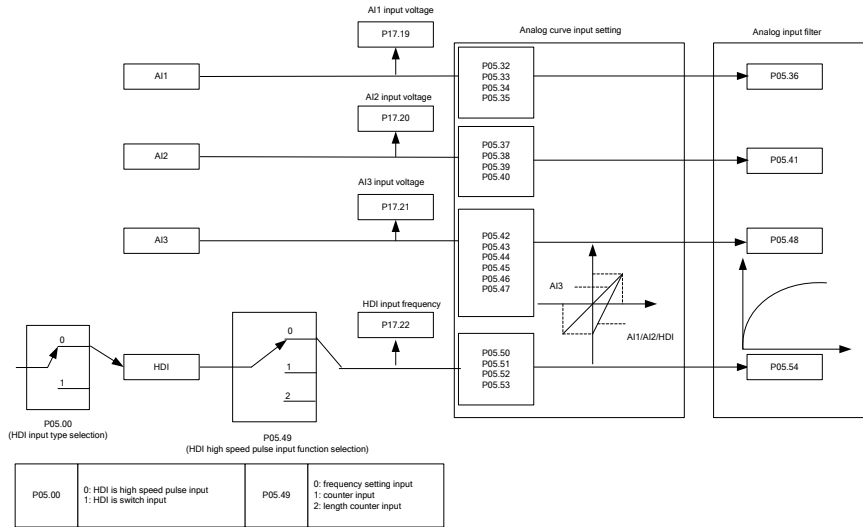 AI1 input voltage
P17.19
Analog curve input setting
Analog input filter
AI1
P05.32
P05.33
P05.34
P05.35
P05.36
AI2 input voltage
P17.20
AI2
P05.37
P05.38
P05.39
P05.40
P05.41
AI3 input voltage
P17.21
AI3
P05.42
P05.43
P05.44
P05.45
P05.46
P05.47
P05.48
AI3
AI1/AI2/HDI
HDI input frequency
P17.22
0
1
HDI
0
1
2
P05.50
P05.51
P05.52
P05.53
P05.54
P05.00
(HDI input type selection)
P05.49
(HDI high speed pulse input function selection)
P05.00
0: HDI is high speed pulse input
1: HDI is switch input
P05.49
0: frequency setting input
1: counter input
2: length counter input